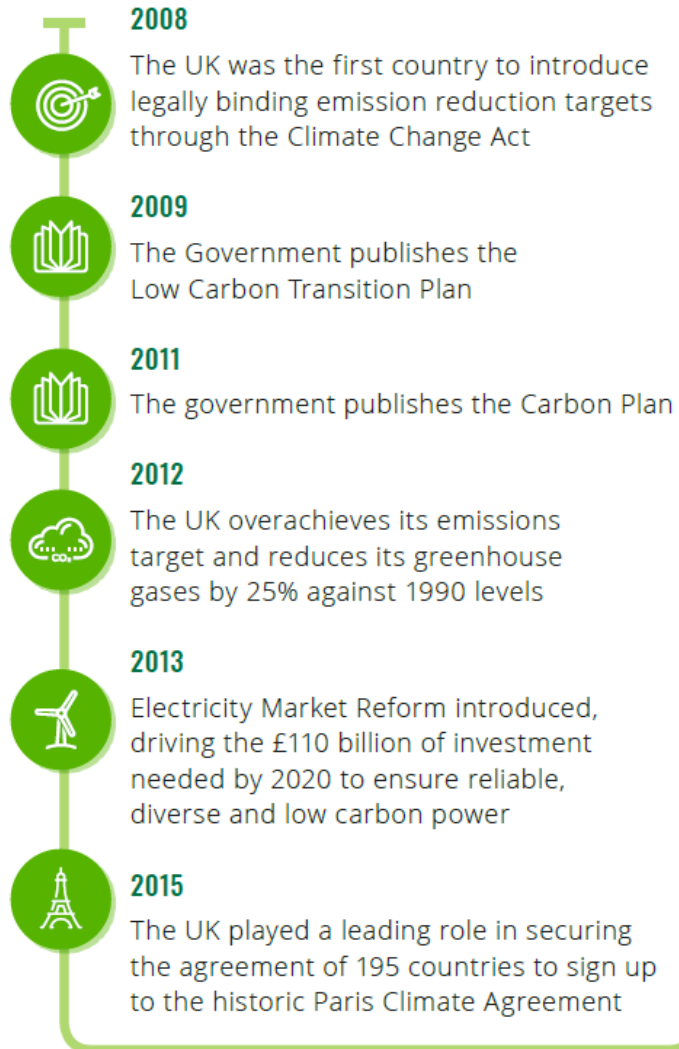 2008
The UK was the first country to introduce
legally binding emission reduction targets
through the Climate Change Act
2009
The Government publishes the
Low Carbon Transition Plan
2011
The government publishes the Carbon Plan
2012
CO₂
The UK overachieves its emissions
target and reduces its greenhouse
gases by 25% against 1990 levels
2013
Electricity Market Reform introduced,
driving the £110 billion of investment
needed by 2020 to ensure reliable,
diverse and low carbon power
2015
The UK played a leading role in securing
the agreement of 195 countries to sign up
to the historic Paris Climate Agreement